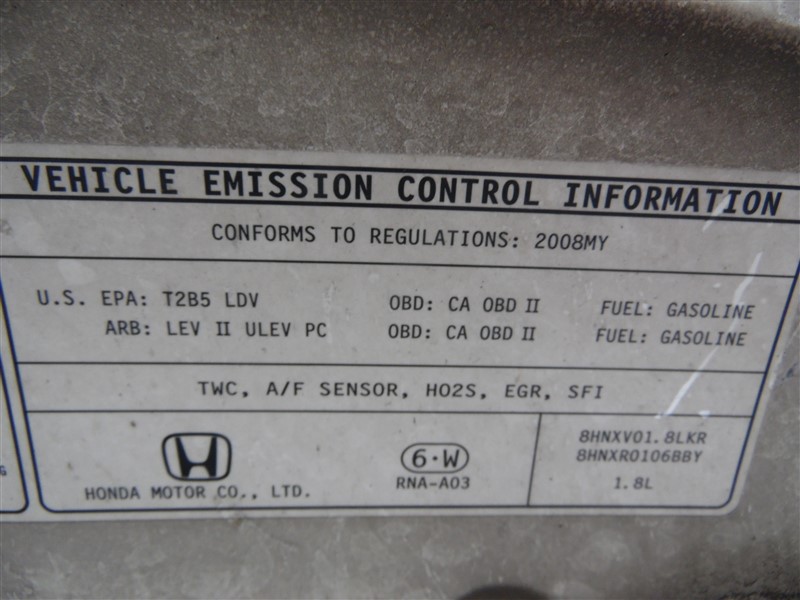 VEHICLE EMISSION CONTROL INFORMATION
CONFORMS TO REGULATIONS: 2008MY
U.S. EPA: T2B5 LDV OBD: CA OBD II FUEL: GASOLINE
ARB: LEV II ULEV PC OBD: CA OBD II FUEL: GASOLINE
TWC, A/F SENSOR, HO2S, EGR, SFI
HONDA MOTOR CO., LTD.
6·W
RNA-A03
8HNXV01.8LKR
8HNXR0106BBY
1.8L